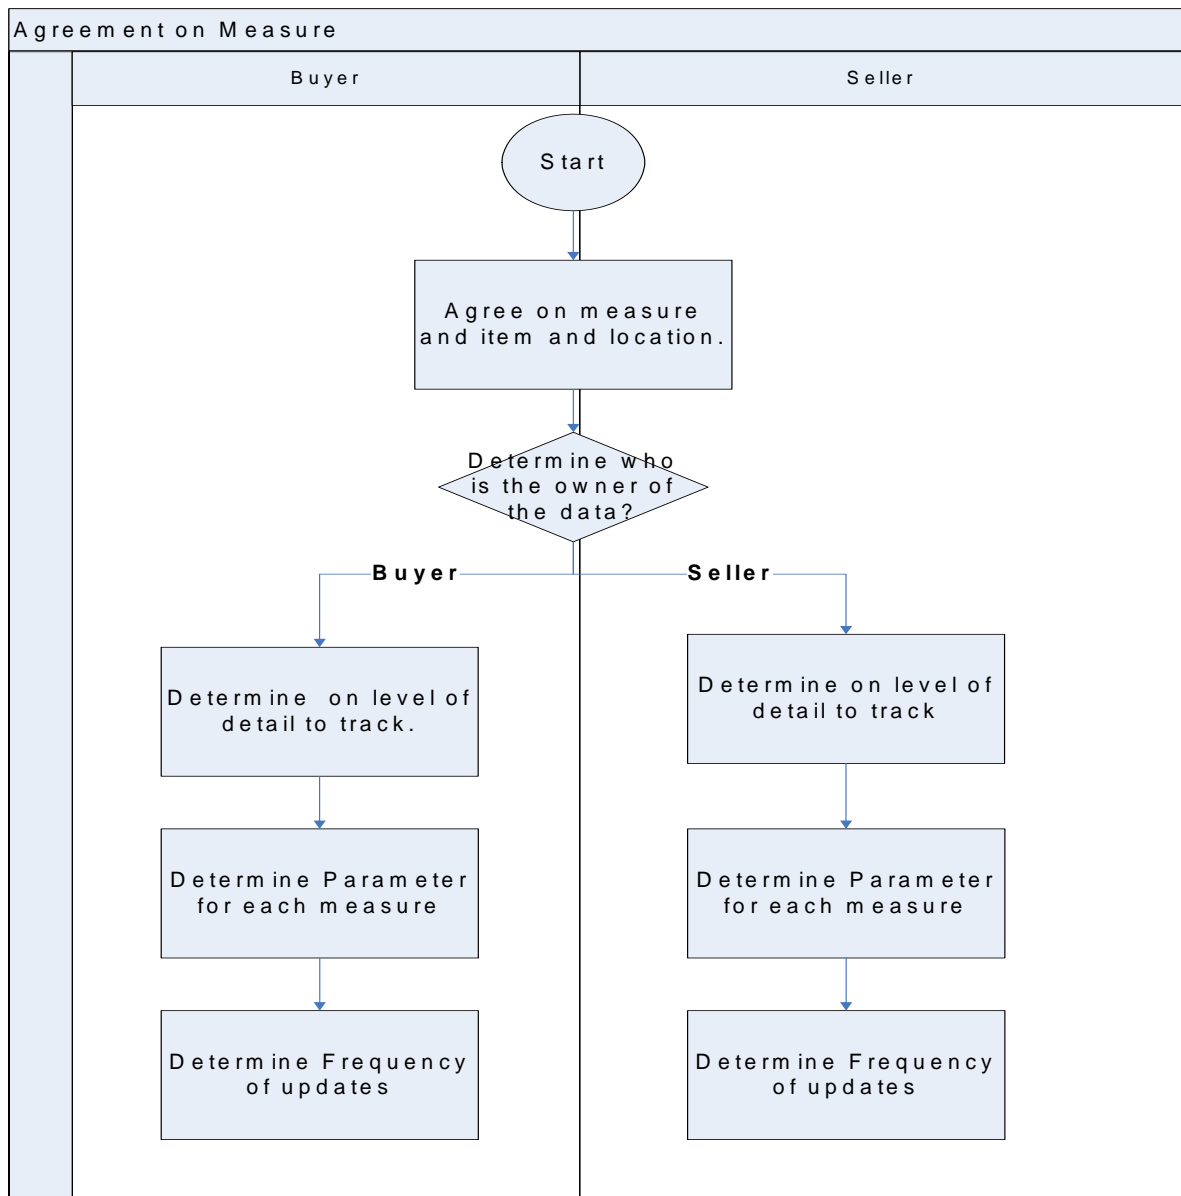 Agreement on Measure
Buyer
Seller
Start
Agree on measure
and item and location.
Determine who
is the owner of
the data?
Buyer
Seller
Determine on level of
detail to track.
Determine on level of
detail to track
Determine Parameter
for each measure
Determine Parameter
for each measure
Determine Frequency
of updates
Determine Frequency
of updates